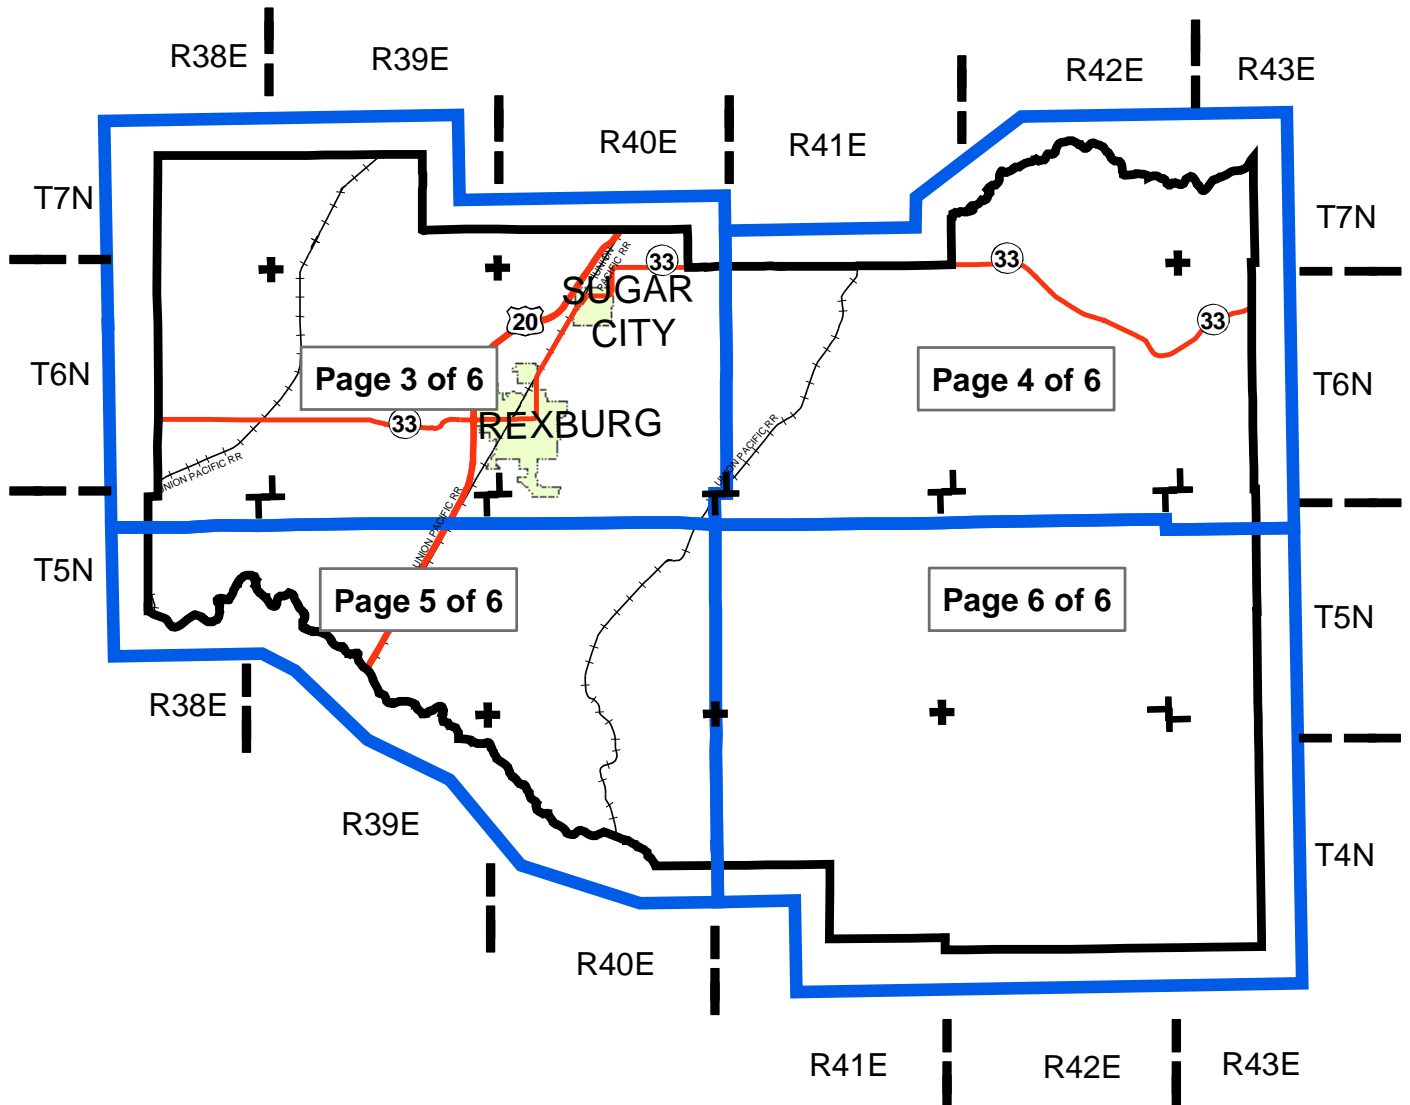 R38E
R39E
R42E
R43E
R40E
R41E
T7N
T7N
UNION
PACIFIC RR
33
33
SUGAR
CITY
20
33
T6N
Page 3 of 6
Page 4 of 6
T6N
33
REXBURG
UNION PACIFIC RR
UNION PACIFIC RR
UNION PACIFIC RR
T5N
Page 5 of 6
Page 6 of 6
T5N
R38E
R39E
T4N
R40E
R41E
R42E
R43E